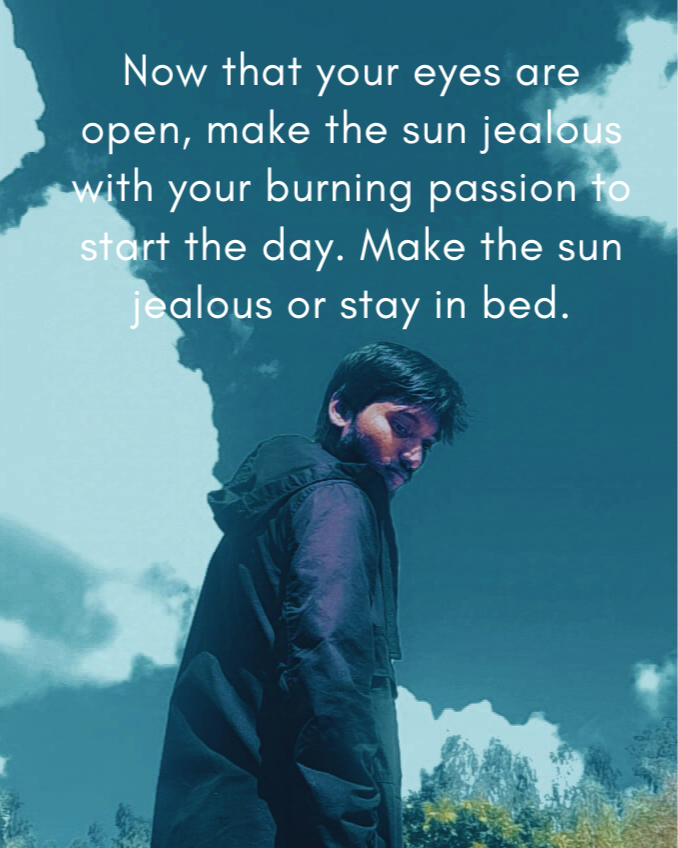 Now that your eyes are
open, make the sun jealous
with your burning passion to
start the day. Make the sun
jealous or stay in bed.